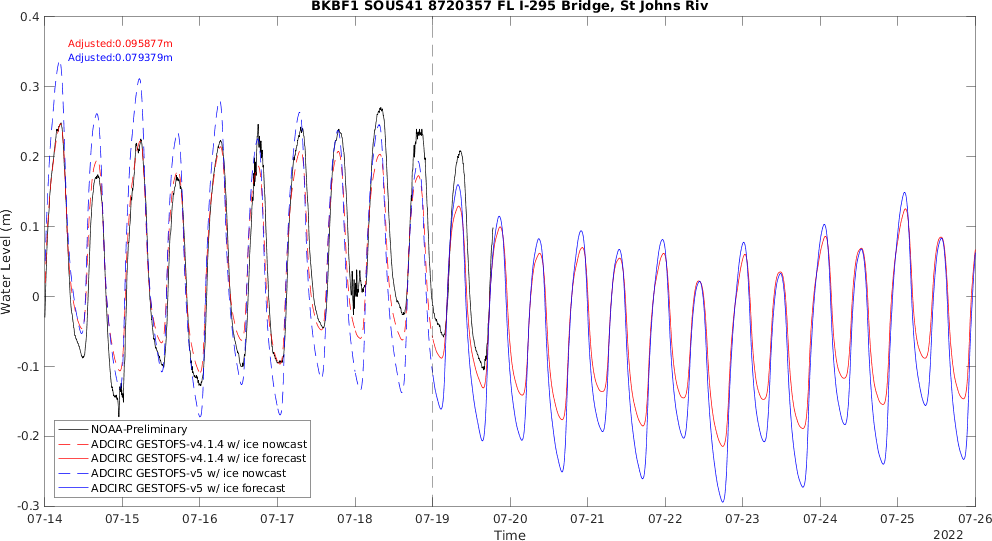 BKBF1 SOUS41 8720357 FL I-295 Bridge, St Johns Riv
Adjusted:0.095877m
Adjusted:0.079379m
Water Level (m)
0.4
0.3
0.2
0.1
0
-0.1
-0.2
-0.3
NOAA-Preliminary
ADCIRC GESTOFS-v4.1.4 w/ ice nowcast
ADCIRC GESTOFS-v4.1.4 w/ ice forecast
ADCIRC GESTOFS-v5 w/ ice nowcast
ADCIRC GESTOFS-v5 w/ ice forecast
07-14 07-15 07-16 07-17 07-18 07-19 07-20 07-21 07-22 07-23 07-24 07-25 07-26
Time
2022